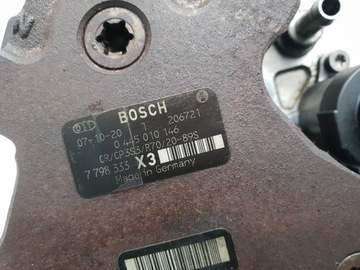 BOSCH
07-10-20 1 206721
0 445 010 146
CR/CP3S3/R70/20-89S
7 798 333 X3
Made in Germany